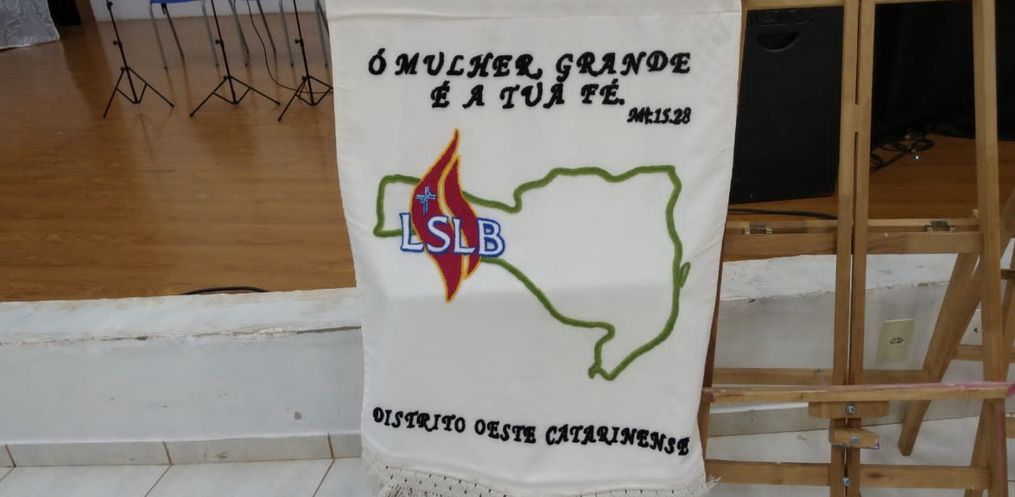 Ó MULHER, GRANDE
É A TUA FÉ.
Mt.15.28
LSLB
DISTRITO OESTE CATARINENSE